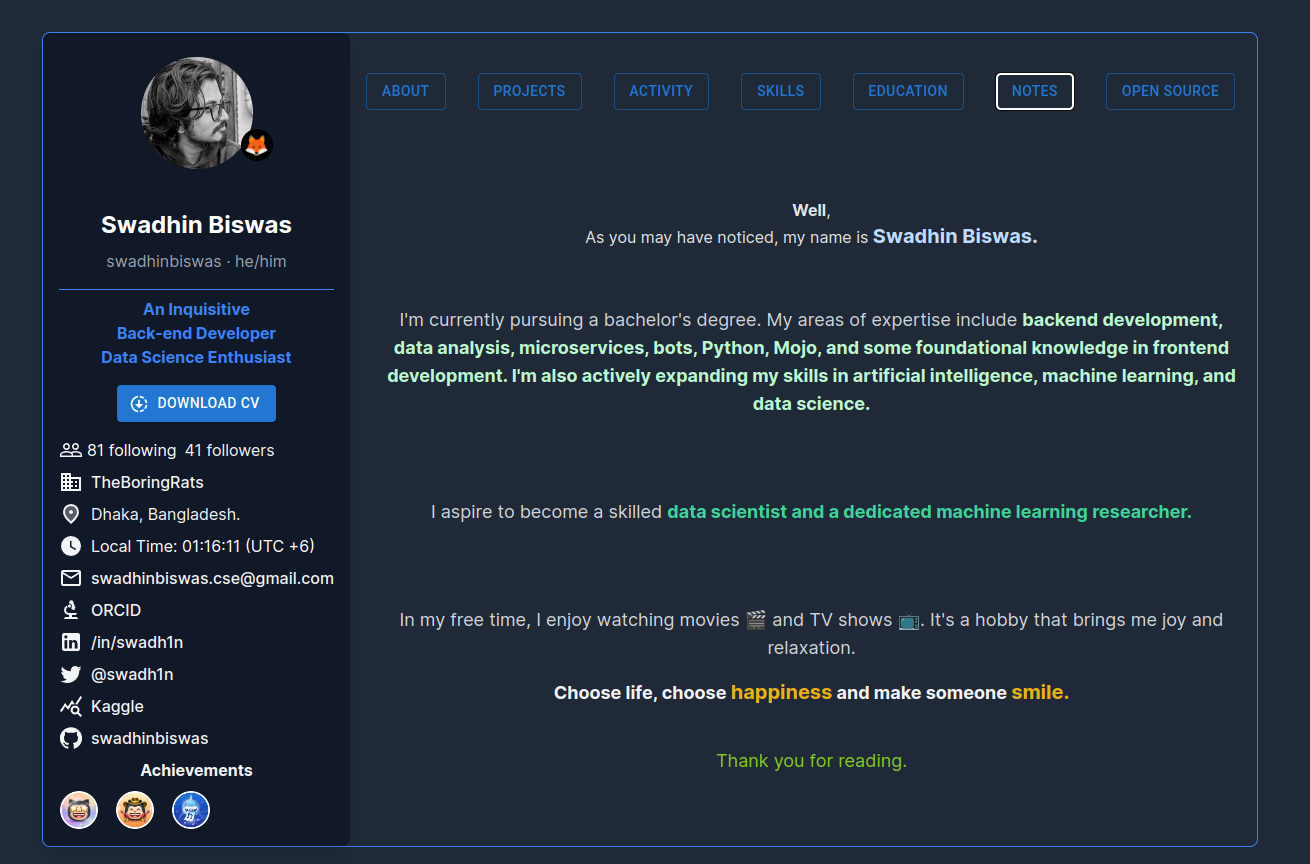 ABOUT
PROJECTS
ACTIVITY
SKILLS
EDUCATION
NOTES
OPEN SOURCE
Swadhin Biswas
swadhinbiswas · he/him
An Inquisitive
Back-end Developer
Data Science Enthusiast
DOWNLOAD CV
81 following 41 followers
TheBoringRats
Dhaka, Bangladesh.
Local Time: 01:16:11 (UTC +6)
swadhinbiswas.cse@gmail.com
ORCID
/in/swadh1n
@swadh1n
Kaggle
swadhinbiswas
Achievements
Well,
As you may have noticed, my name is Swadhin Biswas.
I'm currently pursuing a bachelor's degree. My areas of expertise include backend development,
data analysis, microservices, bots, Python, Mojo, and some foundational knowledge in frontend
development. I'm also actively expanding my skills in artificial intelligence, machine learning, and
data science.
I aspire to become a skilled data scientist and a dedicated machine learning researcher.
In my free time, I enjoy watching movies 🎬 and TV shows 📺. It's a hobby that brings me joy and
relaxation.
Choose life, choose happiness and make someone smile.
Thank you for reading.